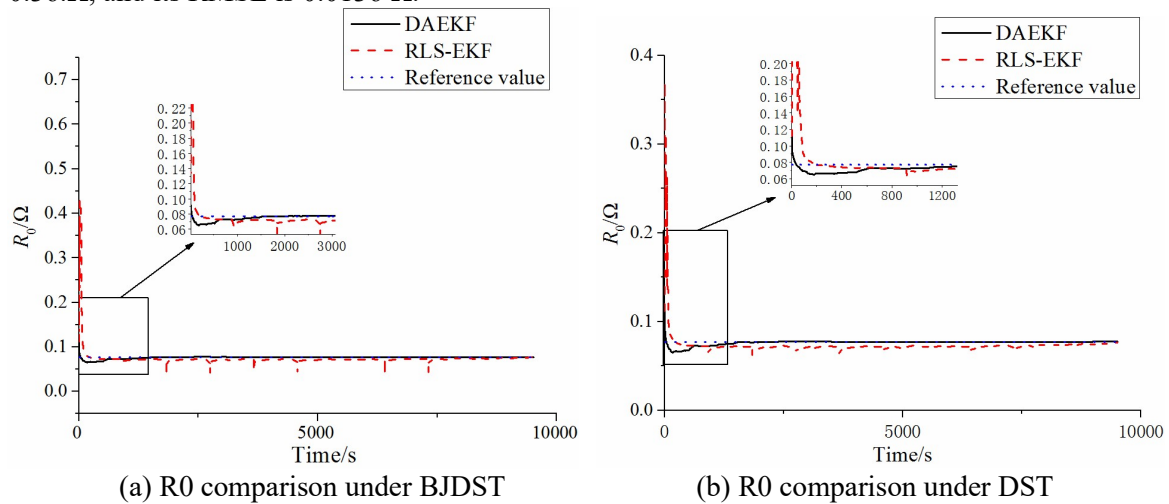 DAEKF
RLS-EKF
Reference value
0.7
0.6
0.5
0.4
0.3
0.2
0.1
0.0
R₀/Ω
0.22
0.20
0.18
0.16
0.14
0.12
0.10
0.08
0.06
1000 2000 3000
0 5000 10000
Time/s
(a) R0 comparison under BJDST
DAEKF
RLS-EKF
Reference value
0.4
0.3
0.2
0.1
0.0
R₀/Ω
0.20
0.18
0.16
0.14
0.12
0.10
0.08
0.06
0 400 800 1200
0 5000 10000
Time/s
(b) R0 comparison under DST